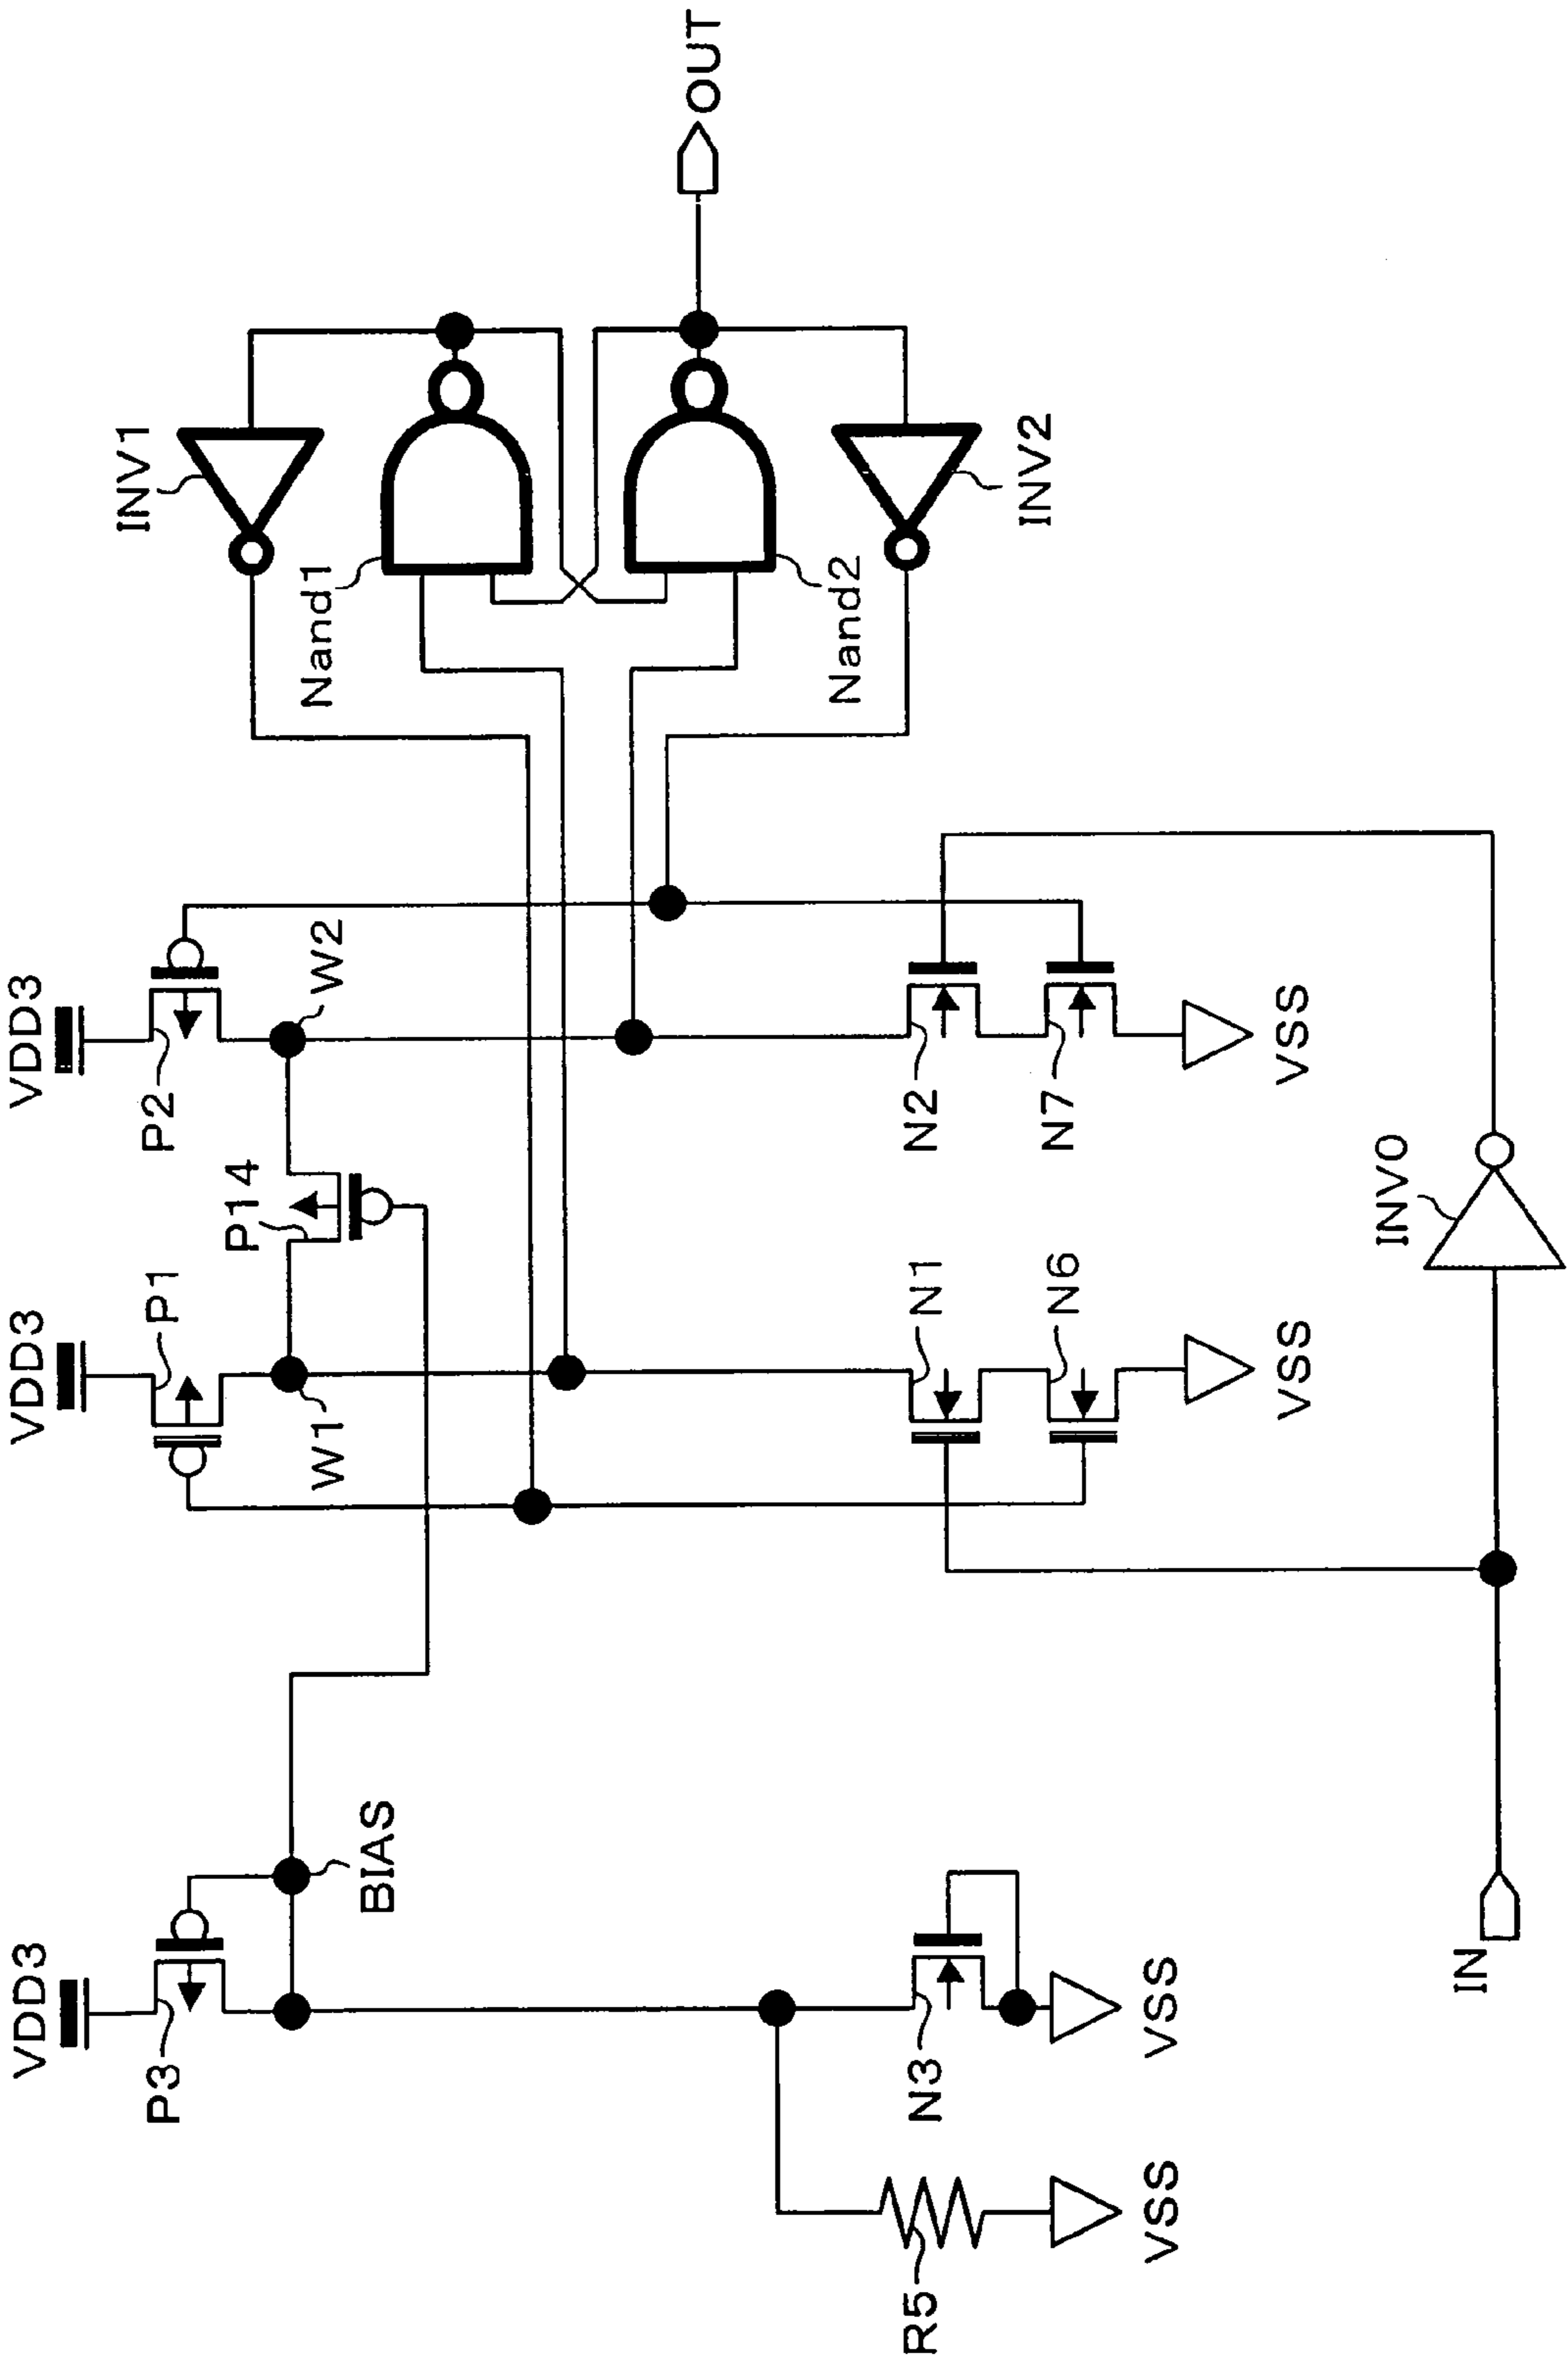 VDD3
P3
BIAS
R5
VSS
N3
VSS
VDD3
P1
W1
P14
VDD3
P2
W2
N1
N6
VSS
N2
N7
VSS
IN
INV0
INV1
Nand1
Nand2
INV2
OUT